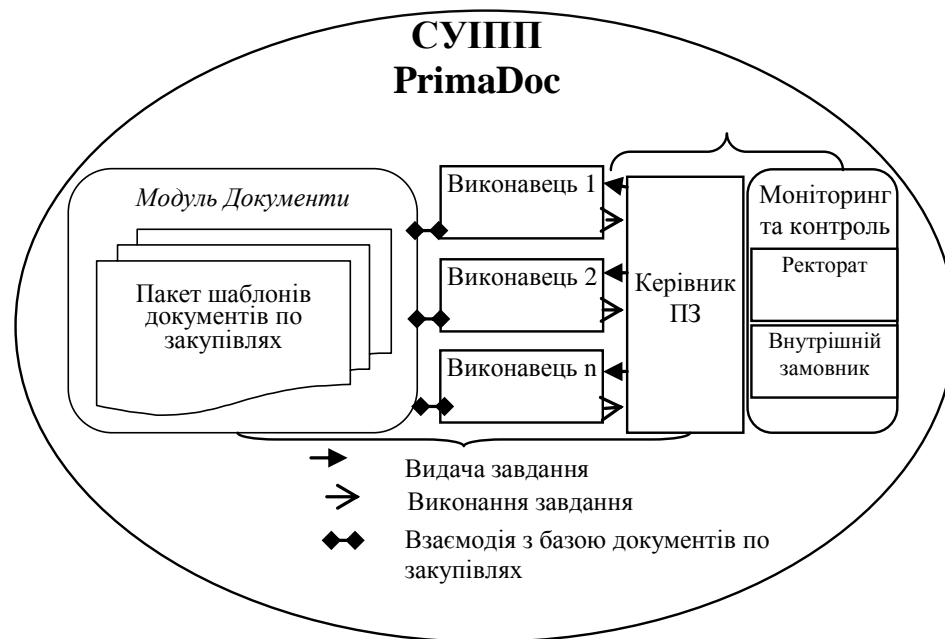 СУІПП
PrimaDoc
Модуль Документи
Пакет шаблонів
документів по
закупівлях
Виконавець 1
Виконавець 2
Виконавець n
Керівник
ПЗ
Моніторинг
та контроль
Ректорат
Внутрішній
замовник
Видача завдання
Виконання завдання
Взаємодія з базою документів по
закупівлях